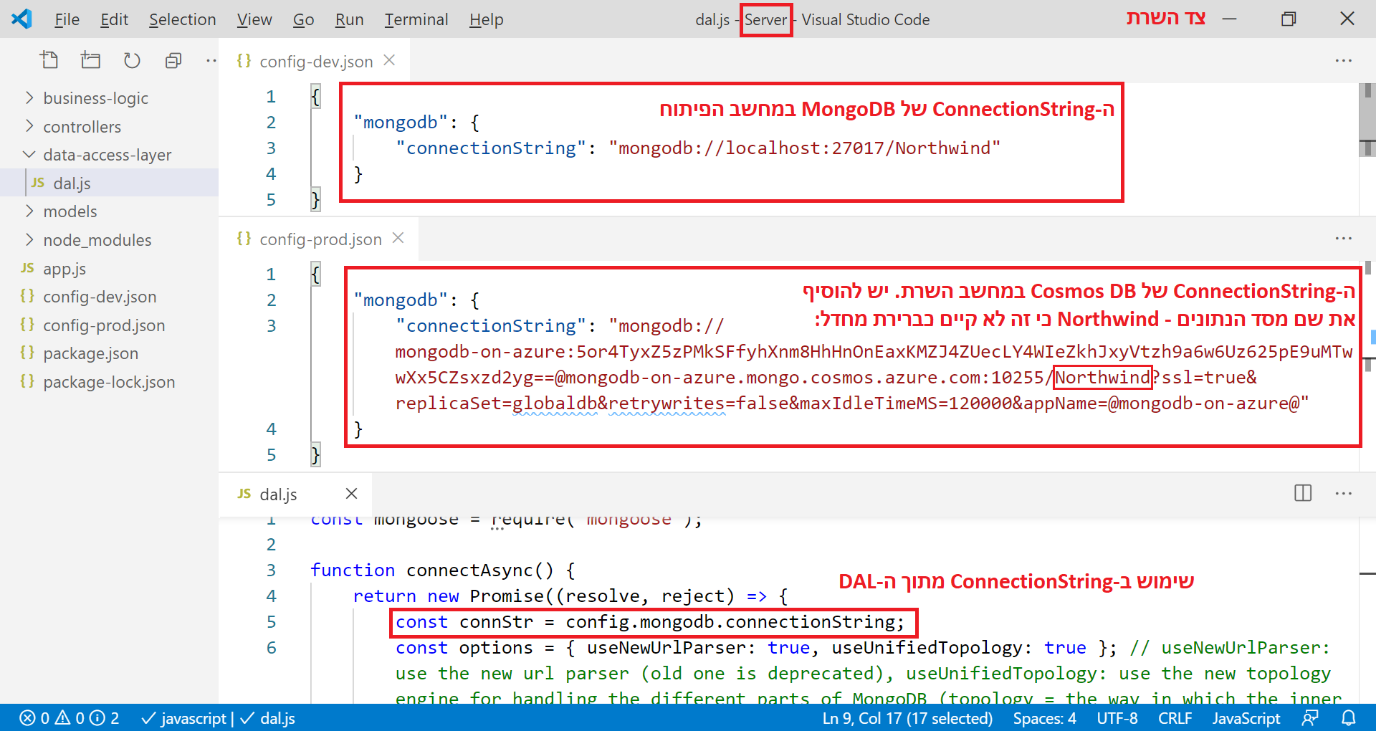 File Edit Selection View Go Run Terminal Help dal.js - Server - Visual Studio Code צד השרת
business-logic
controllers
data-access-layer
JS dal.js
models
node_modules
JS app.js
{} config-dev.json
{} config-prod.json
{} package.json
{} package-lock.json
{} config-dev.json
1 {
ה-ConnectionString של MongoDB במחשב הפיתוח
2 "mongodb": {
3 "connectionString": "mongodb://localhost:27017/Northwind"
4 }
5 }
{} config-prod.json
1 {
ה-ConnectionString של Cosmos DB במחשב השרת. יש להוסיף
את שם מסד הנתונים - Northwind כי זה לא קיים כברירת מחדל:
2 "mongodb": {
3 "connectionString": "mongodb://
mongodb-on-azure:5or4TyxZ5zPMkSFfyhXnm8HhHnOnEaxKMZJ4ZUecLY4WIeZkhJxyVtzh9a6w6Uz625pE9uMTw
wXx5CZsxzd2yg==@mongodb-on-azure.mongo.cosmos.azure.com:10255/Northwind?ssl=true&
replicaSet=globaldb&retrywrites=false&maxIdleTimeMS=120000&appName=@mongodb-on-azure@"
4 }
5 }
JS dal.js
1 const mongoose = require("mongoose");
2
3 function connectAsync() {
שימוש ב-ConnectionString מתוך ה-DAL
4 return new Promise((resolve, reject) => {
5 const connStr = config.mongodb.connectionString;
6 const options = { useNewUrlParser: true, useUnifiedTopology: true }; // useNewUrlParser:
use the new url parser (old one is deprecated), useUnifiedTopology: use the new topology
engine for handling the different parts of MongoDB (topology = the way in which the inner
0 0 2 javascript | dal.js Ln 9, Col 17 (17 selected) Spaces: 4 UTF-8 CRLF JavaScript